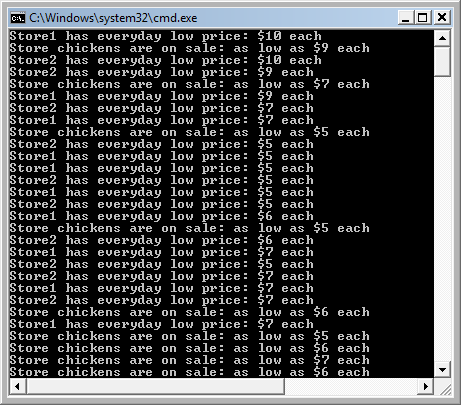 C:\Windows\system32\cmd.exe
Store1 has everyday low price: $10 each
Store chickens are on sale: as low as $9 each
Store2 has everyday low price: $10 each
Store2 has everyday low price: $9 each
Store chickens are on sale: as low as $7 each
Store1 has everyday low price: $9 each
Store2 has everyday low price: $7 each
Store1 has everyday low price: $7 each
Store chickens are on sale: as low as $5 each
Store2 has everyday low price: $5 each
Store1 has everyday low price: $5 each
Store1 has everyday low price: $5 each
Store2 has everyday low price: $5 each
Store1 has everyday low price: $5 each
Store2 has everyday low price: $5 each
Store1 has everyday low price: $6 each
Store chickens are on sale: as low as $5 each
Store2 has everyday low price: $6 each
Store1 has everyday low price: $7 each
Store2 has everyday low price: $5 each
Store2 has everyday low price: $7 each
Store1 has everyday low price: $7 each
Store2 has everyday low price: $7 each
Store chickens are on sale: as low as $6 each
Store1 has everyday low price: $7 each
Store chickens are on sale: as low as $5 each
Store chickens are on sale: as low as $6 each
Store chickens are on sale: as low as $7 each
Store chickens are on sale: as low as $6 each